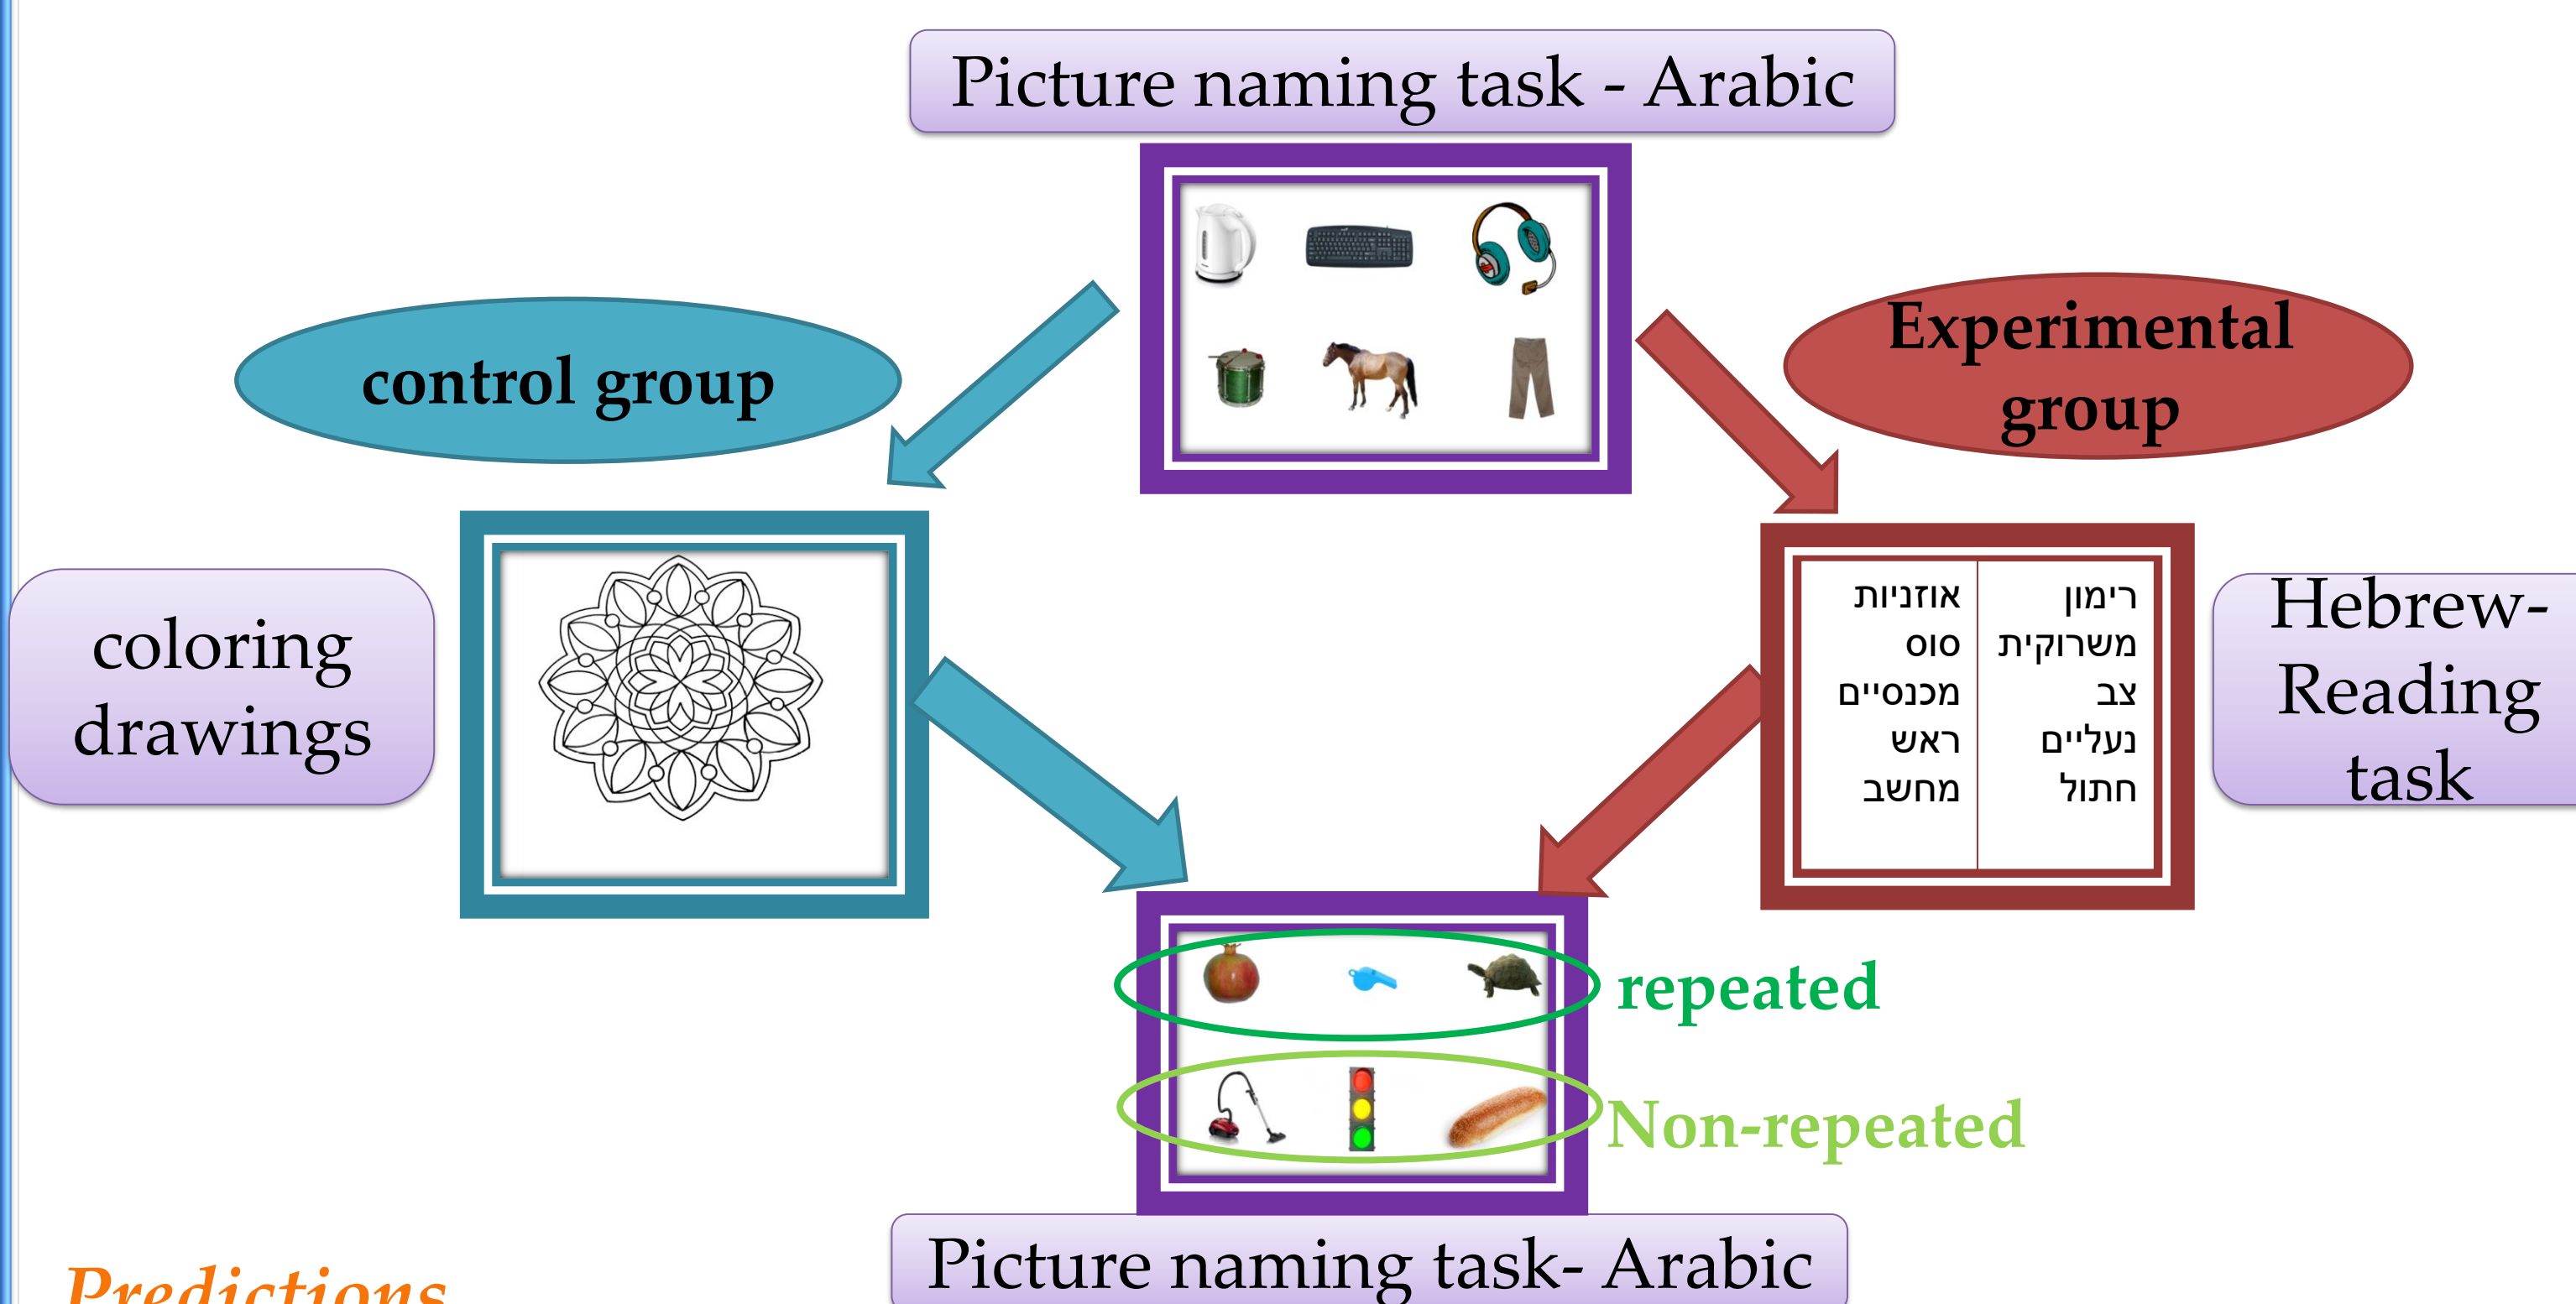 Picture naming task - Arabic
control group
Experimental
group
coloring
drawings
אוזניות
סוס
מכנסיים
ראש
מחשב
רימון
משרוקית
צב
נעליים
חתול
Hebrew-
Reading
task
repeated
Non-repeated
Picture naming task- Arabic
Predictions